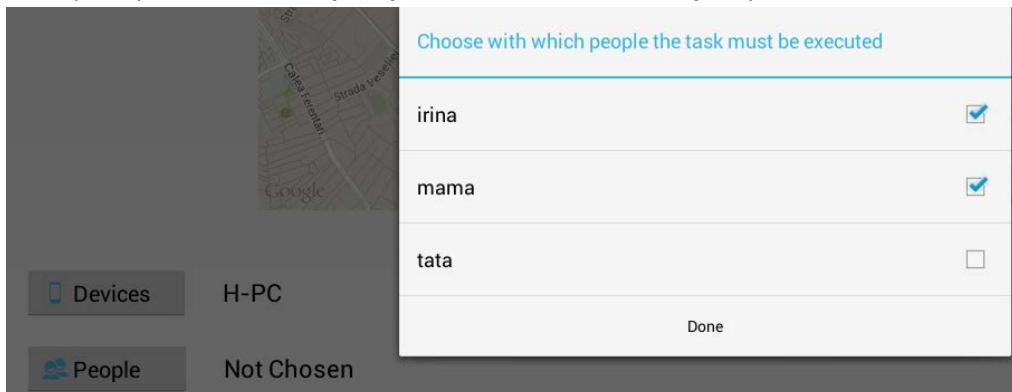 Choose with which people the task must be executed
irina
mama
tata
Done
Calea Ferentari
Strada
Google
Devices
H-PC
People
Not Chosen